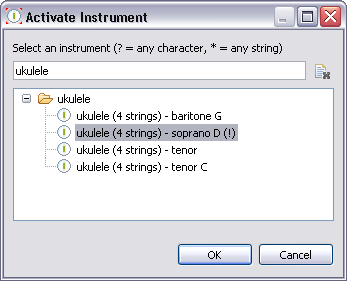 Activate Instrument
Select an instrument (? = any character, * = any string)
ukulele
ukulele
ukulele (4 strings) - baritone G
ukulele (4 strings) - soprano D (!)
ukulele (4 strings) - tenor
ukulele (4 strings) - tenor C
OK Cancel